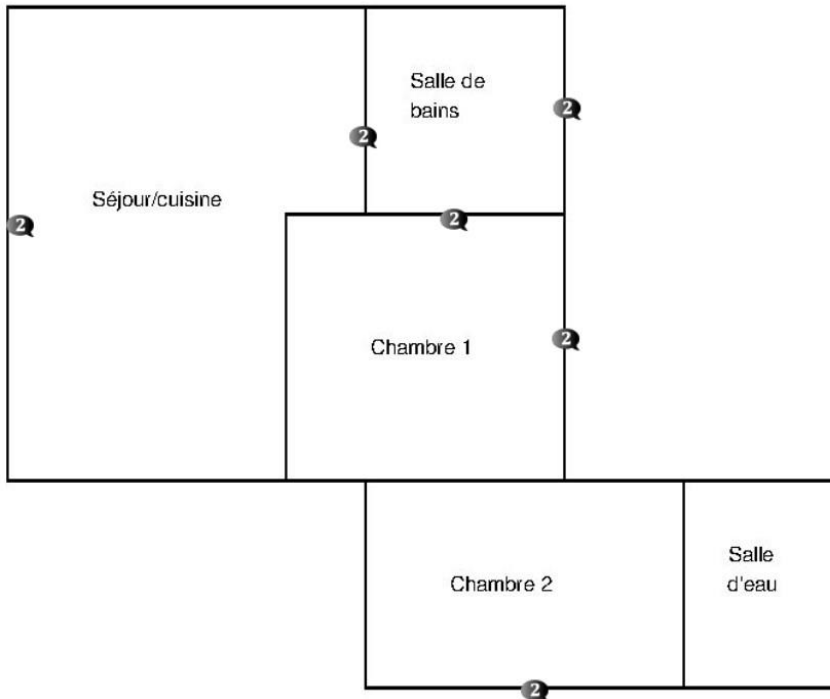 Salle de
bains
2
2
Séjour/cuisine
2
2
Chambre 1
2
Salle
d'eau
Chambre 2
2